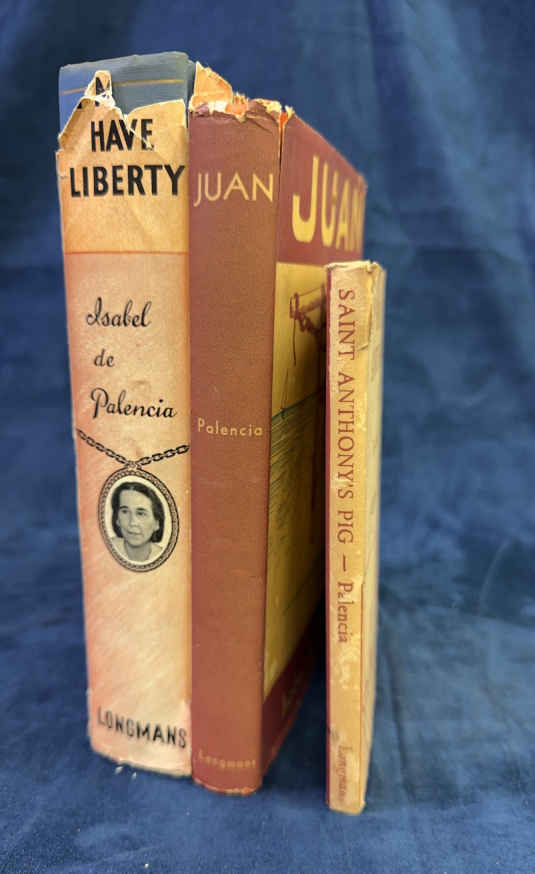 HAVE
LIBERTY
Isabel
de
Palencia
LONGMANS
JUAN
Palencia
Longmans
JUAN
SAINT ANTHONY'S PIG — Palencia
Longmans